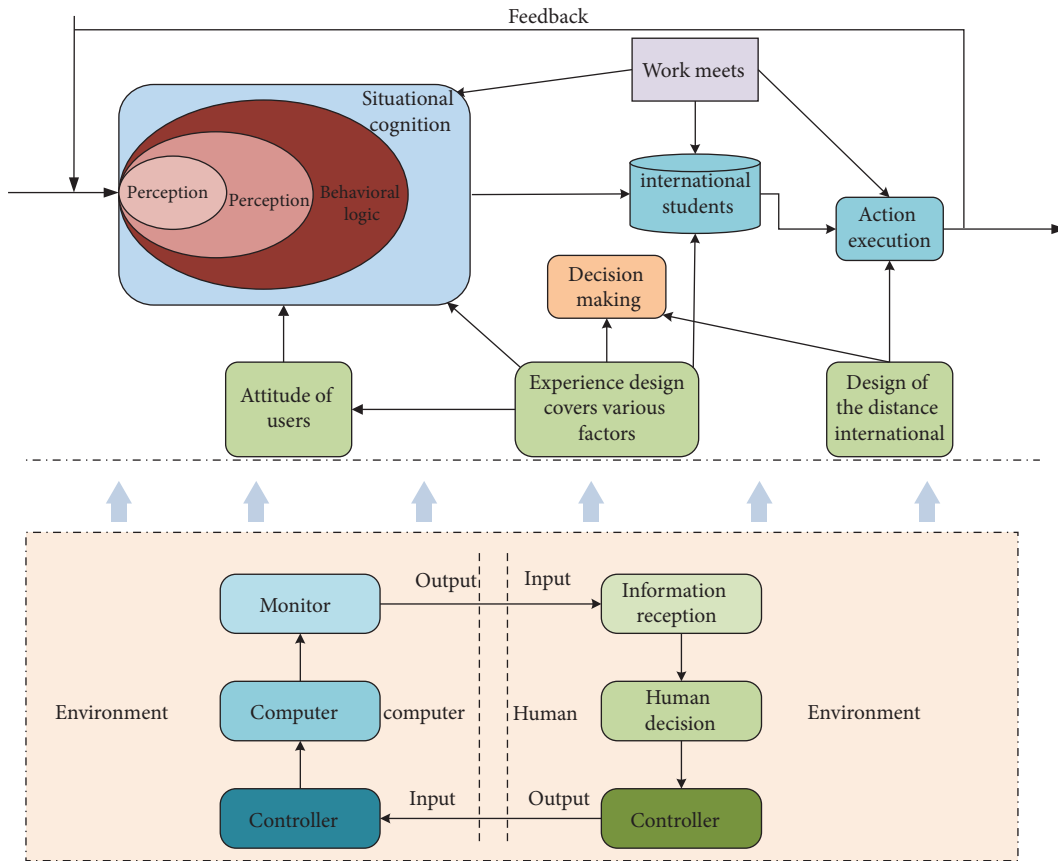 Feedback
Work meets
Situational
cognition
Perception
Perception
Behavioral
logic
international
students
Action
execution
Decision
making
Attitude of
users
Experience design
covers various
factors
Design of
the distance
international
Output
Input
Monitor
Information
reception
Environment
Computer
computer
Human
Human
decision
Environment
Controller
Input
Output
Controller